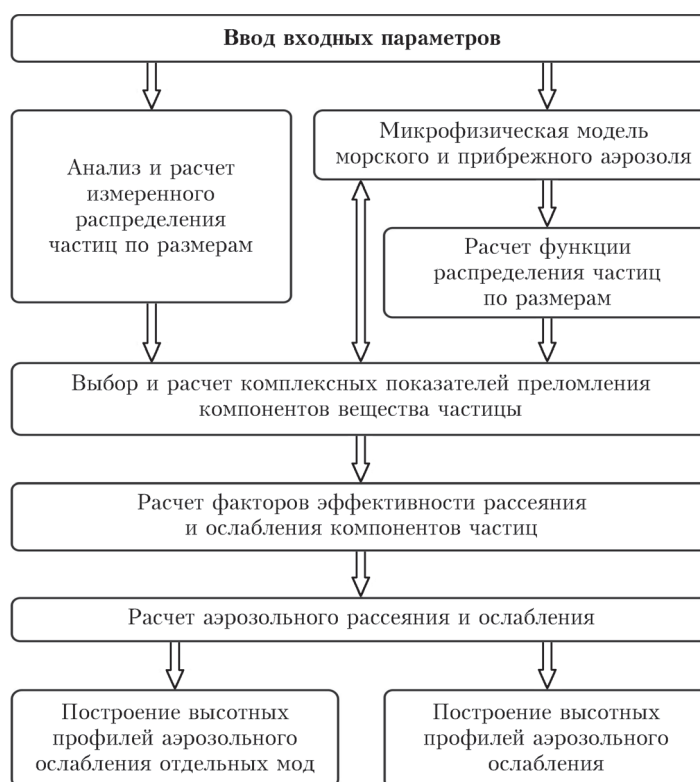 Ввод входных параметров
Анализ и расчет
измеренного
распределения
частиц по размерам
Микрофизическая модель
морского и прибрежного аэрозоля
Расчет функции
распределения частиц
по размерам
Выбор и расчет комплексных показателей преломления
компонентов вещества частицы
Расчет факторов эффективности рассеяния
и ослабления компонентов частиц
Расчет аэрозольного рассеяния и ослабления
Построение высотных
профилей аэрозольного
ослабления отдельных мод
Построение высотных
профилей аэрозольного
ослабления